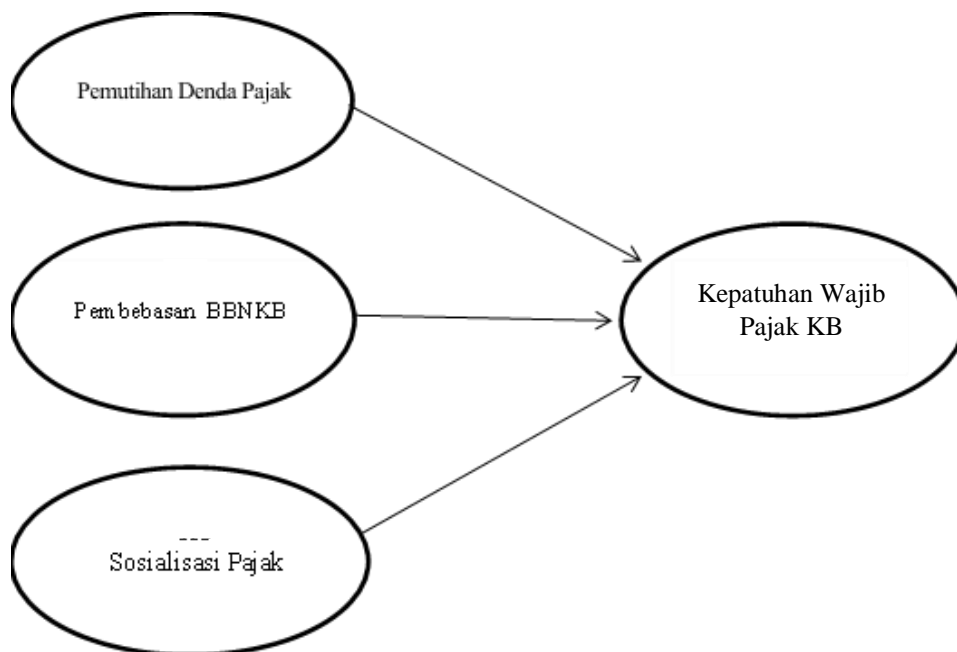 Pemutihan Denda Pajak
Pembebasan BBNKB
Kepatuhan Wajib
Pajak KB
---
Sosialisasi Pajak